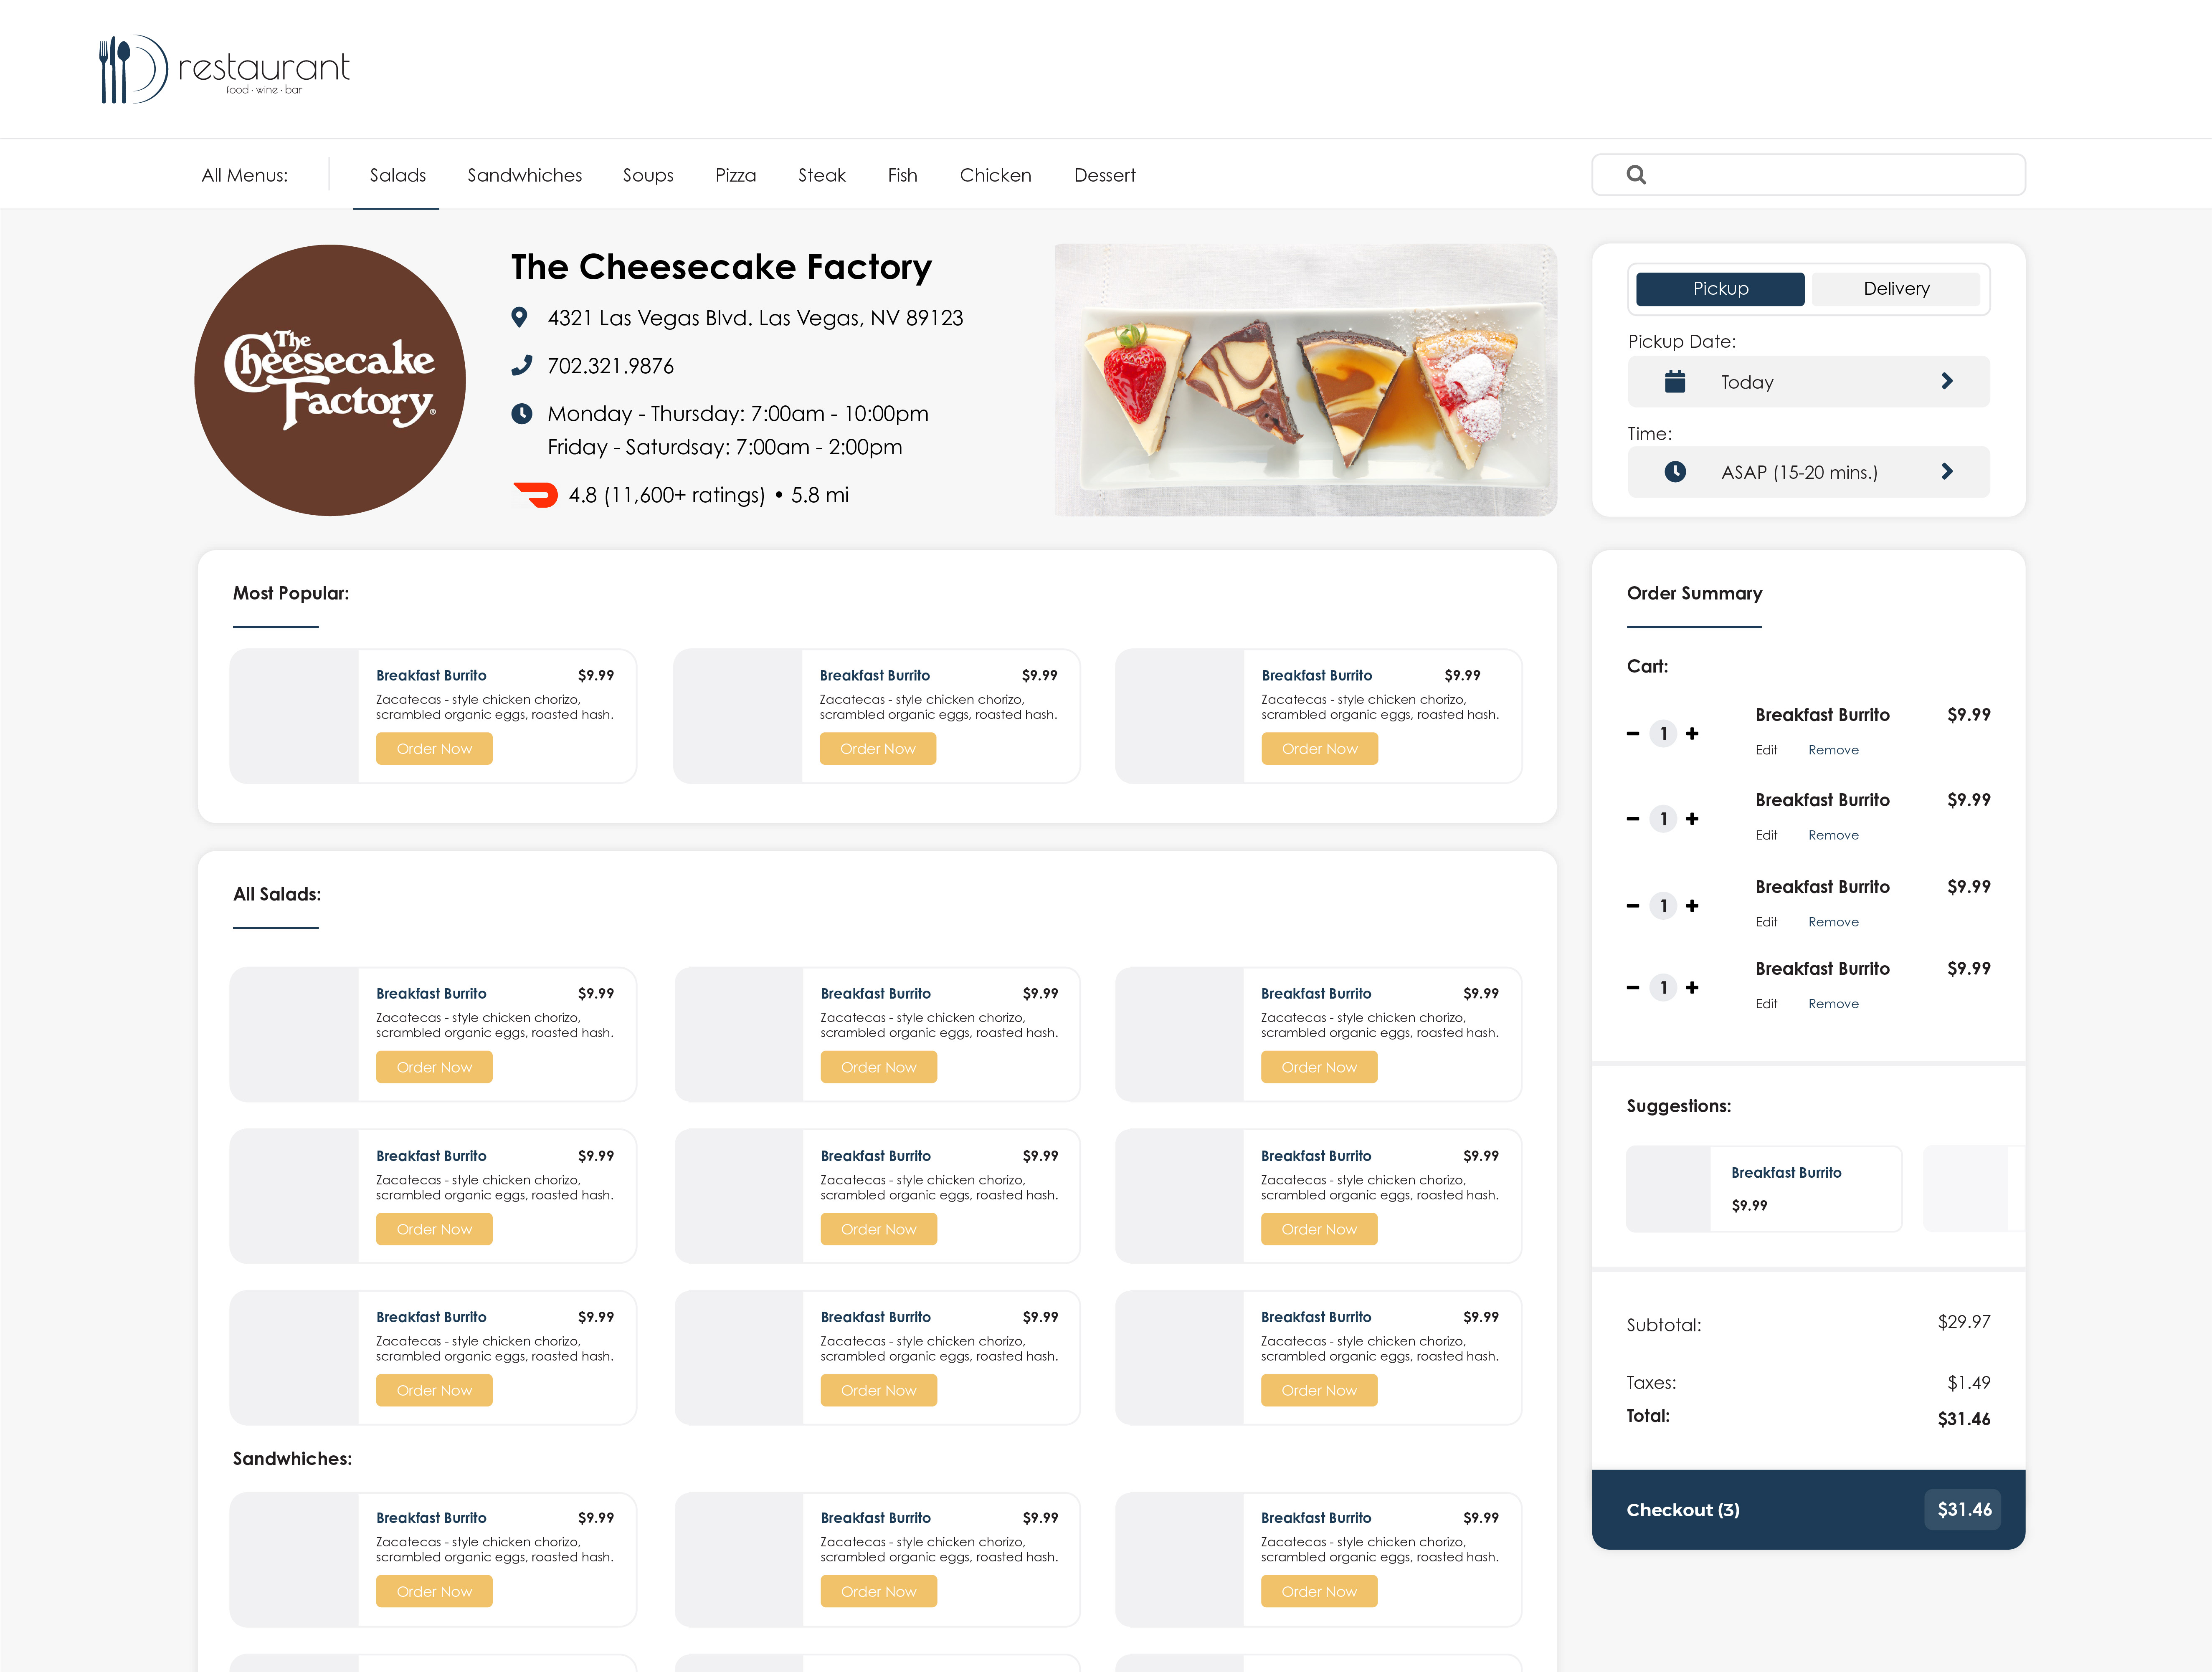 restaurant
food · wine · bar
All Menus:
Salads
Sandwhiches
Soups
Pizza
Steak
Fish
Chicken
Dessert
The
Cheesecake
Factory®
The Cheesecake Factory
4321 Las Vegas Blvd. Las Vegas, NV 89123
702.321.9876
Monday - Thursday: 7:00am - 10:00pm
Friday - Saturdsay: 7:00am - 2:00pm
4.8 (11,600+ ratings) • 5.8 mi
Pickup
Delivery
Pickup Date:
Today
Time:
ASAP (15-20 mins.)
Most Popular:
Breakfast Burrito $9.99
Zacatecas - style chicken chorizo,
scrambled organic eggs, roasted hash.
Order Now
Breakfast Burrito $9.99
Zacatecas - style chicken chorizo,
scrambled organic eggs, roasted hash.
Order Now
Breakfast Burrito $9.99
Zacatecas - style chicken chorizo,
scrambled organic eggs, roasted hash.
Order Now
All Salads:
Breakfast Burrito $9.99
Zacatecas - style chicken chorizo,
scrambled organic eggs, roasted hash.
Order Now
Breakfast Burrito $9.99
Zacatecas - style chicken chorizo,
scrambled organic eggs, roasted hash.
Order Now
Breakfast Burrito $9.99
Zacatecas - style chicken chorizo,
scrambled organic eggs, roasted hash.
Order Now
Breakfast Burrito $9.99
Zacatecas - style chicken chorizo,
scrambled organic eggs, roasted hash.
Order Now
Breakfast Burrito $9.99
Zacatecas - style chicken chorizo,
scrambled organic eggs, roasted hash.
Order Now
Breakfast Burrito $9.99
Zacatecas - style chicken chorizo,
scrambled organic eggs, roasted hash.
Order Now
Breakfast Burrito $9.99
Zacatecas - style chicken chorizo,
scrambled organic eggs, roasted hash.
Order Now
Breakfast Burrito $9.99
Zacatecas - style chicken chorizo,
scrambled organic eggs, roasted hash.
Order Now
Breakfast Burrito $9.99
Zacatecas - style chicken chorizo,
scrambled organic eggs, roasted hash.
Order Now
Sandwhiches:
Breakfast Burrito $9.99
Zacatecas - style chicken chorizo,
scrambled organic eggs, roasted hash.
Order Now
Breakfast Burrito $9.99
Zacatecas - style chicken chorizo,
scrambled organic eggs, roasted hash.
Order Now
Breakfast Burrito $9.99
Zacatecas - style chicken chorizo,
scrambled organic eggs, roasted hash.
Order Now
Order Summary
Cart:
1 Breakfast Burrito $9.99
Edit Remove
1 Breakfast Burrito $9.99
Edit Remove
1 Breakfast Burrito $9.99
Edit Remove
1 Breakfast Burrito $9.99
Edit Remove
Suggestions:
Breakfast Burrito
$9.99
Subtotal: $29.97
Taxes: $1.49
Total: $31.46
Checkout (3) $31.46